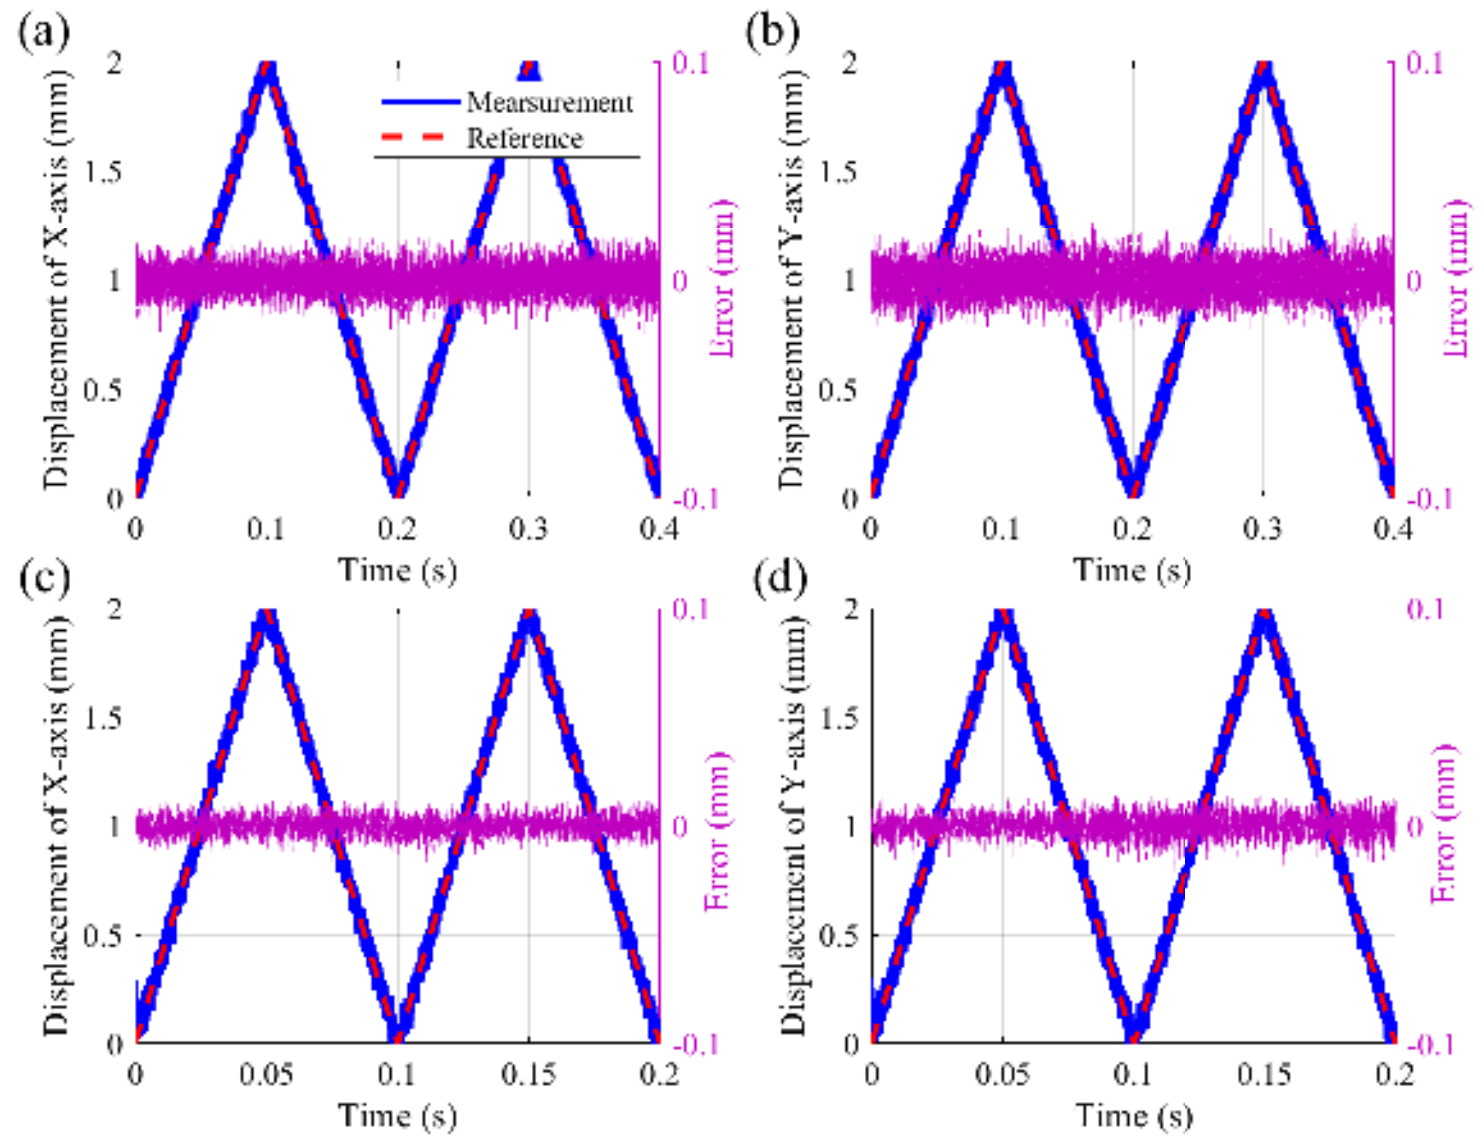 (a)
Displacement of X-axis (mm)
2
1.5
1
0.5
0
Mearsurement
Reference
0.1
0
-0.1
Error (mm)
0
0.1
0.2
0.3
0.4
Time (s)
(b)
Displacement of Y-axis (mm)
2
1.5
1
0.5
0
0.1
0
-0.1
Error (mm)
0
0.1
0.2
0.3
0.4
Time (s)
(c)
Displacement of X-axis (mm)
2
1.5
1
0.5
0
0.1
0
-0.1
Error (mm)
0
0.05
0.1
0.15
0.2
Time (s)
(d)
Displacement of Y-axis (mm)
2
1.5
1
0.5
0
0.1
0
-0.1
Error (mm)
0
0.05
0.1
0.15
0.2
Time (s)